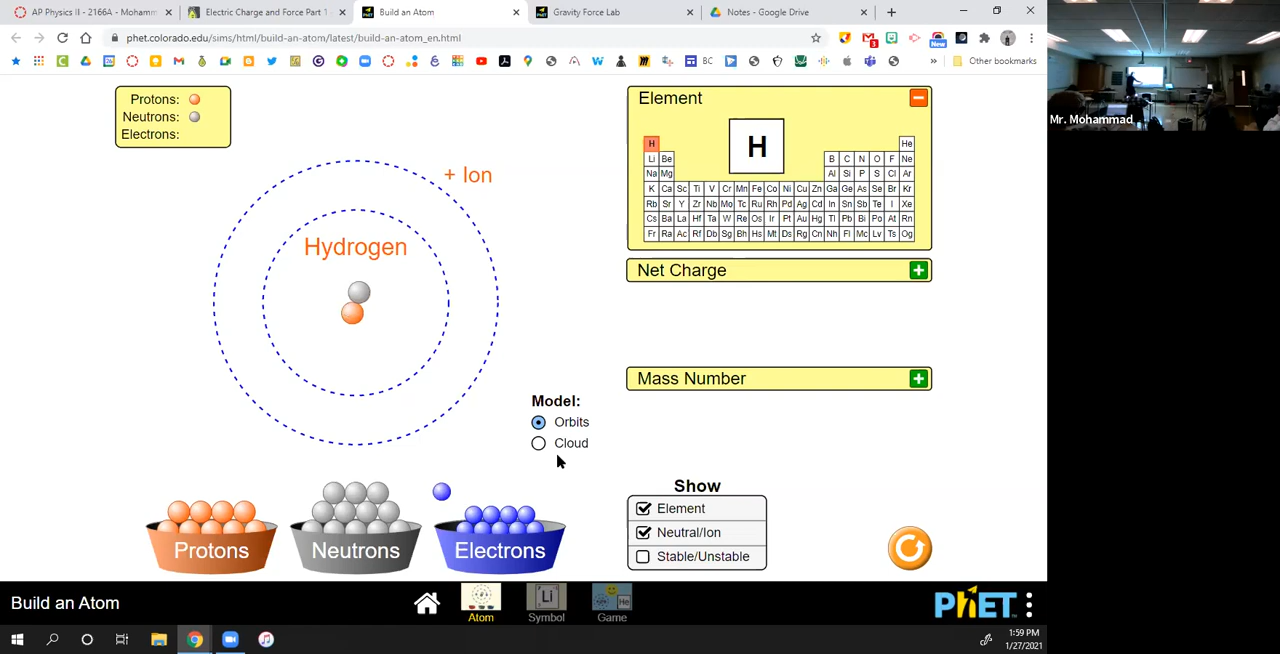 AP Physics II - 2166A - Mohamm
Electric Charge and Force Part 1 -
Build an Atom
Gravity Force Lab
Notes - Google Drive
phet.colorado.edu/sims/html/build-an-atom/latest/build-an-atom_en.html
BC
Other bookmarks
New
3
Mr. Mohammad
Protons:
Neutrons:
Electrons:
+ Ion
Hydrogen
Element
H
H He
Li Be B C N O F Ne
Na Mg Al Si P S Cl Ar
K Ca Sc Ti V Cr Mn Fe Co Ni Cu Zn Ga Ge As Se Br Kr
Rb Sr Y Zr Nb Mo Tc Ru Rh Pd Ag Cd In Sn Sb Te I Xe
Cs Ba La Hf Ta W Re Os Ir Pt Au Hg Tl Pb Bi Po At Rn
Fr Ra Ac Rf Db Sg Bh Hs Mt Ds Rg Cn Nh Fl Mc Lv Ts Og
Net Charge
Mass Number
Model:
Orbits
Cloud
Show
Element
Neutral/Ion
Stable/Unstable
Protons
Neutrons
Electrons
Build an Atom
Atom
Li
Symbol
He
Game
PhET
1:59 PM
1/27/2021